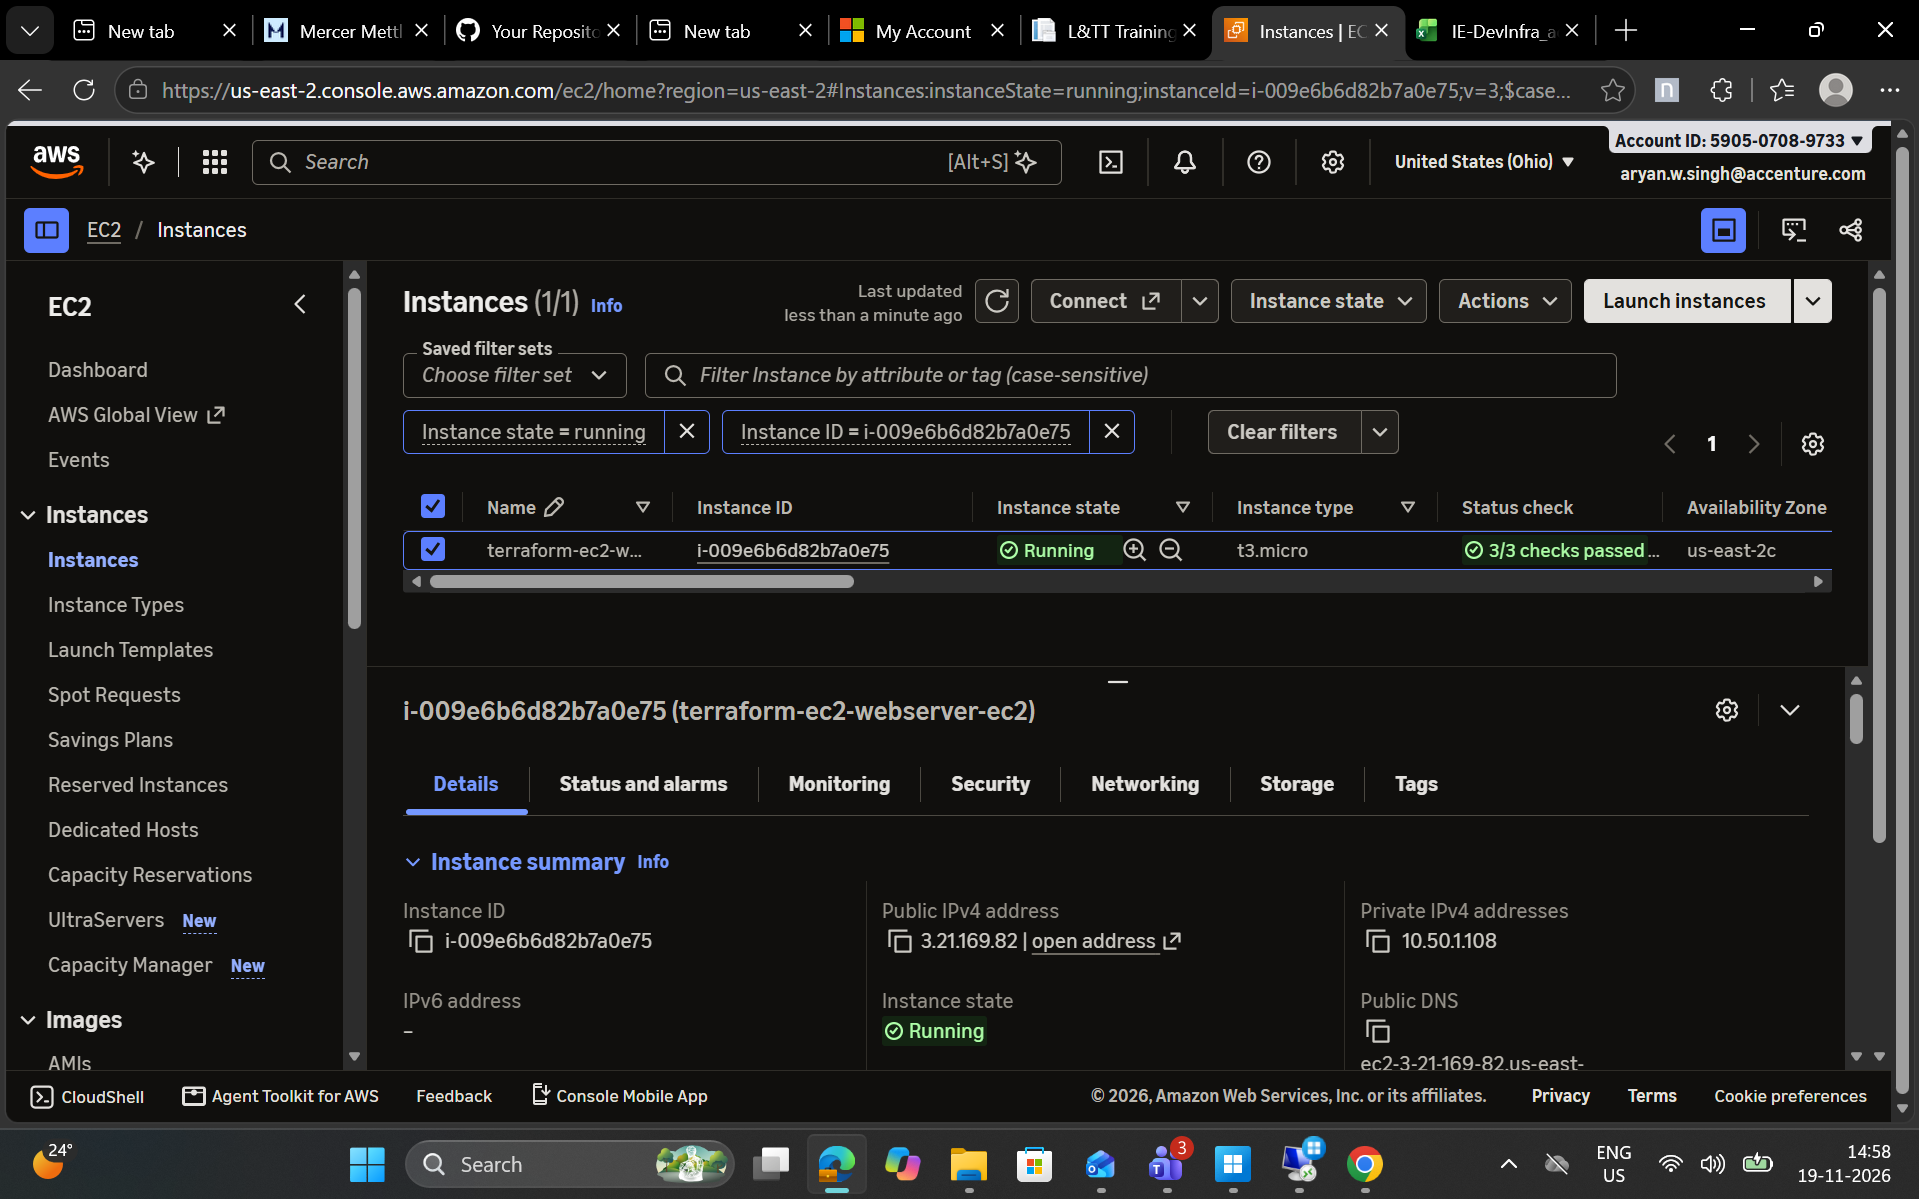 New tab
Mercer Mettl
Your Reposito
New tab
My Account
L&TT Training
Instances | EC
IE-DevInfra_a
https://us-east-2.console.aws.amazon.com/ec2/home?region=us-east-2#Instances:instanceState=running;instanceId=i-009e6b6d82b7a0e75;v=3;$case...
aws
Search
[Alt+S]
United States (Ohio)
Account ID: 5905-0708-9733
aryan.w.singh@accenture.com
EC2 / Instances
EC2
Dashboard
AWS Global View
Events
Instances
Instances
Instance Types
Launch Templates
Spot Requests
Savings Plans
Reserved Instances
Dedicated Hosts
Capacity Reservations
UltraServers New
Capacity Manager New
Images
AMIs
Instances (1/1) Info
Last updated
less than a minute ago
Connect
Instance state
Actions
Launch instances
Saved filter sets
Choose filter set
Filter Instance by attribute or tag (case-sensitive)
Instance state = running
Instance ID = i-009e6b6d82b7a0e75
Clear filters
1
Name Instance ID Instance state Instance type Status check Availability Zone
terraform-ec2-w... i-009e6b6d82b7a0e75 Running t3.micro 3/3 checks passed ... us-east-2c
i-009e6b6d82b7a0e75 (terraform-ec2-webserver-ec2)
Details Status and alarms Monitoring Security Networking Storage Tags
Instance summary Info
Instance ID
i-009e6b6d82b7a0e75
Public IPv4 address
3.21.169.82 | open address
Private IPv4 addresses
10.50.1.108
IPv6 address
–
Instance state
Running
Public DNS
ec2-3-21-169-82.us-east-
CloudShell
Agent Toolkit for AWS
Feedback
Console Mobile App
© 2026, Amazon Web Services, Inc. or its affiliates.
Privacy
Terms
Cookie preferences
24°
Search
3
ENG
US
14:58
19-11-2026